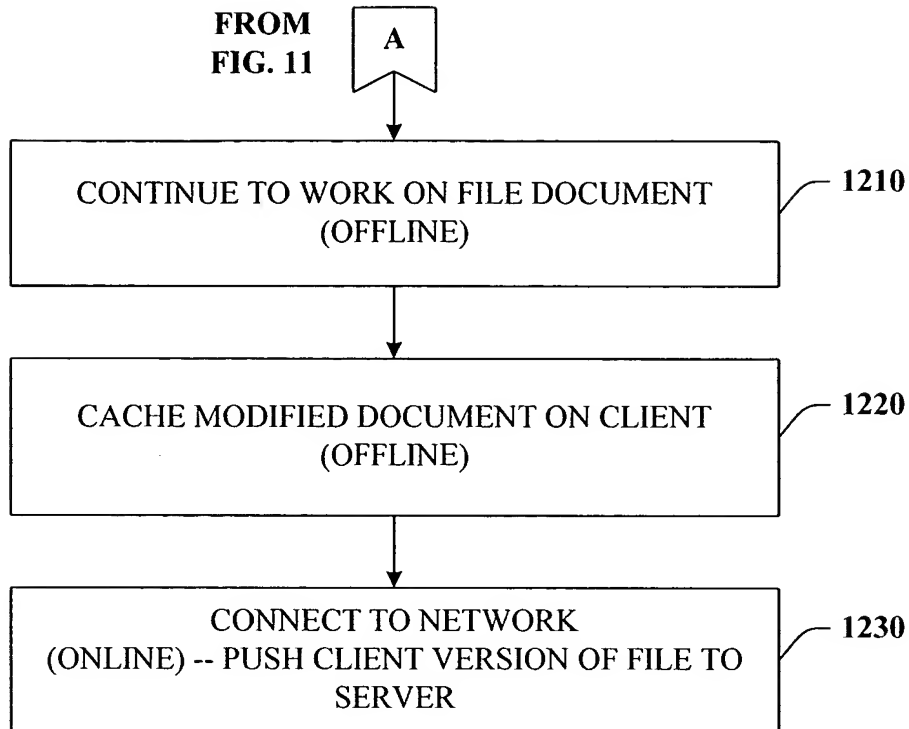 FROM
FIG. 11
A
CONTINUE TO WORK ON FILE DOCUMENT
(OFFLINE)
1210
CACHE MODIFIED DOCUMENT ON CLIENT
(OFFLINE)
1220
CONNECT TO NETWORK
(ONLINE) -- PUSH CLIENT VERSION OF FILE TO
SERVER
1230